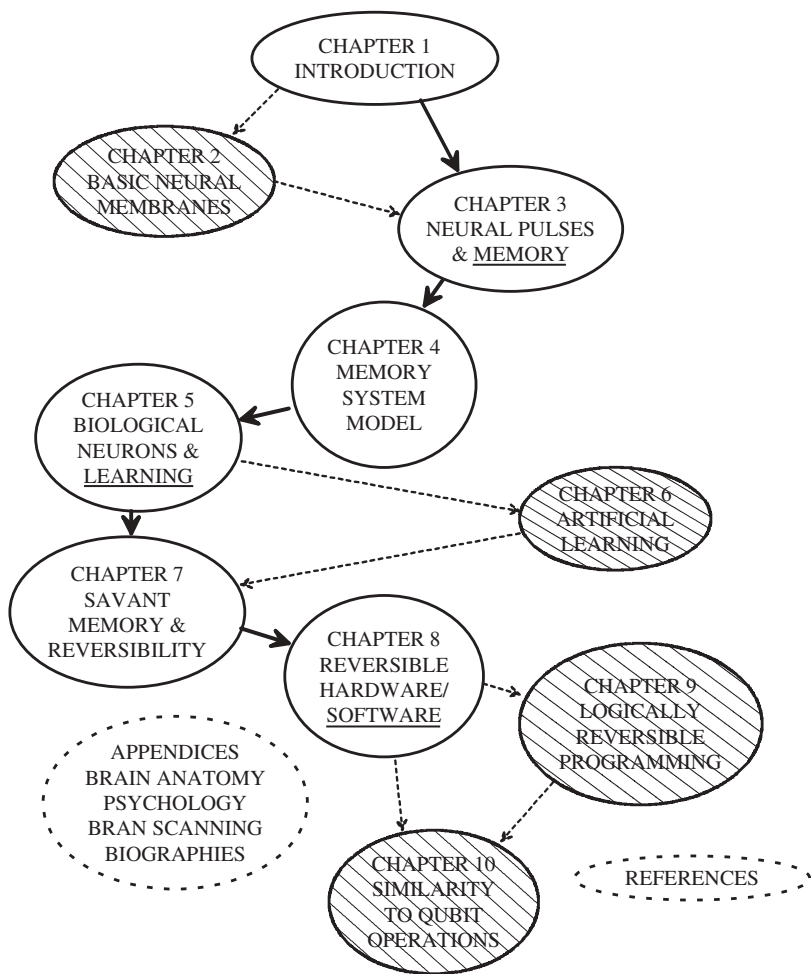 CHAPTER 1
INTRODUCTION
CHAPTER 2
BASIC NEURAL
MEMBRANES
CHAPTER 3
NEURAL PULSES
& MEMORY
CHAPTER 4
MEMORY
SYSTEM
MODEL
CHAPTER 5
BIOLOGICAL
NEURONS &
LEARNING
CHAPTER 6
ARTIFICIAL
LEARNING
CHAPTER 7
SAVANT
MEMORY &
REVERSIBILITY
CHAPTER 8
REVERSIBLE
HARDWARE/
SOFTWARE
CHAPTER 9
LOGICALLY
REVERSIBLE
PROGRAMMING
APPENDICES
BRAIN ANATOMY
PSYCHOLOGY
BRAN SCANNING
BIOGRAPHIES
CHAPTER 10
SIMILARITY
TO QUBIT
OPERATIONS
REFERENCES